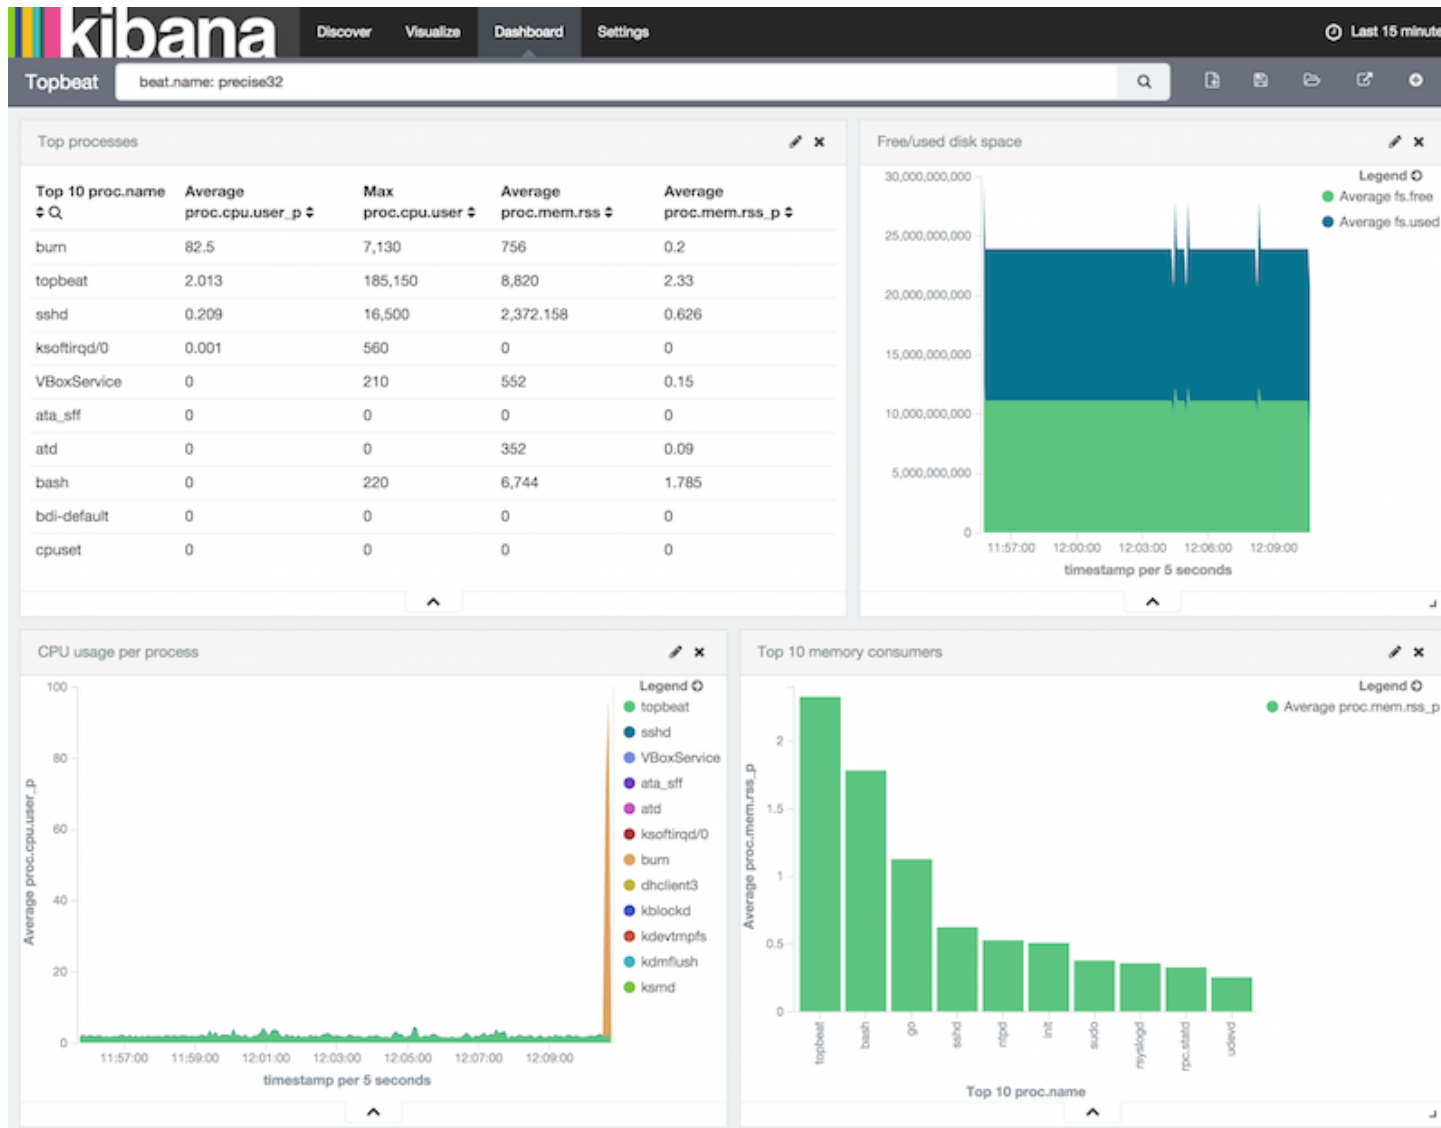 kibana
Discover Visualize Dashboard Settings Last 15 minute
Topbeat beat.name: precise32
Top processes
Top 10 proc.name Average proc.cpu.user_p Max proc.cpu.user Average proc.mem.rss Average proc.mem.rss_p
burn 82.5 7,130 756 0.2
topbeat 2.013 185,150 8,820 2.33
sshd 0.209 16,500 2,372.158 0.626
ksoftirqd/0 0.001 560 0 0
VBoxService 0 210 552 0.15
ata_sff 0 0 0 0
atd 0 0 352 0.09
bash 0 220 6,744 1.785
bdi-default 0 0 0 0
cpuset 0 0 0 0
Free/used disk space
Legend
Average fs.free
Average fs.used
30,000,000,000
25,000,000,000
20,000,000,000
15,000,000,000
10,000,000,000
5,000,000,000
0
11:57:00 12:00:00 12:03:00 12:06:00 12:09:00
timestamp per 5 seconds
CPU usage per process
Average proc.cpu.user_p
100
80
60
40
20
0
11:57:00 11:59:00 12:01:00 12:03:00 12:05:00 12:07:00 12:09:00
timestamp per 5 seconds
Legend
topbeat
sshd
VBoxService
ata_sff
atd
ksoftirqd/0
burn
dhclient3
kblockd
kdevtmpfs
kdmflush
ksmd
Top 10 memory consumers
Legend
Average proc.mem.rss_p
Average proc.mem.rss_p
2
1.5
1
0.5
0
topbeat bash go sshd ntpd init sudo rsyslogd rpc.statd udevd
Top 10 proc.name